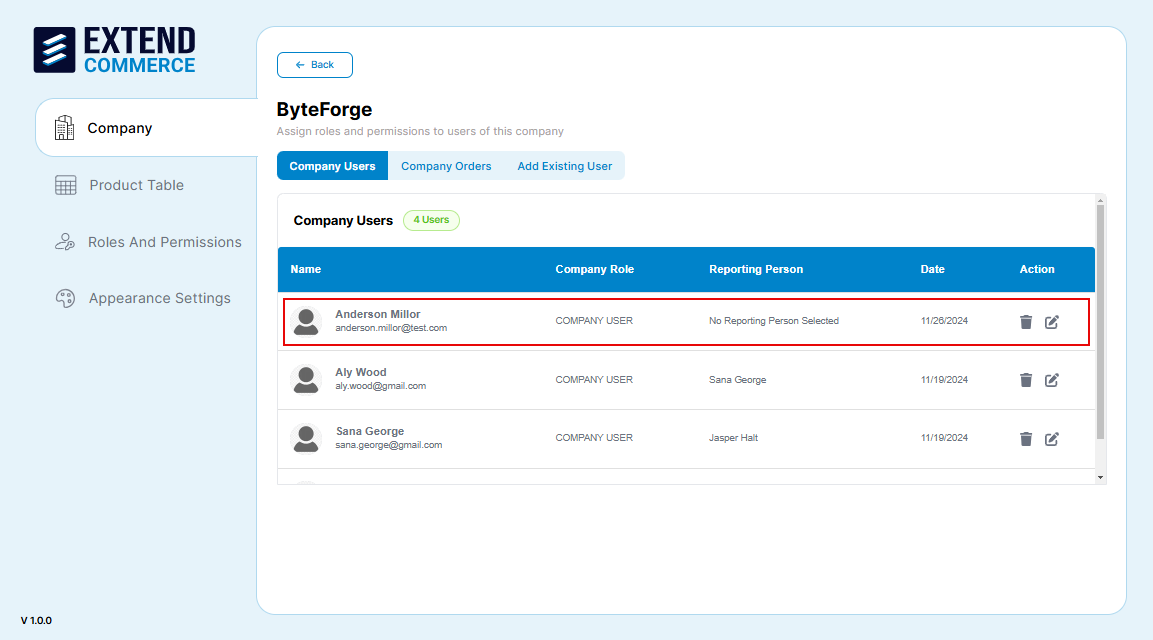 EXTEND
COMMERCE
Back
ByteForge
Assign roles and permissions to users of this company
Company
Product Table
Roles And Permissions
Appearance Settings
Company Users Company Orders Add Existing User
Company Users 4 Users
Name Company Role Reporting Person Date Action
Anderson Millor
anderson.millor@test.com
COMPANY USER No Reporting Person Selected 11/26/2024
Aly Wood
aly.wood@gmail.com
COMPANY USER Sana George 11/19/2024
Sana George
sana.george@gmail.com
COMPANY USER Jasper Halt 11/19/2024
V 1.0.0